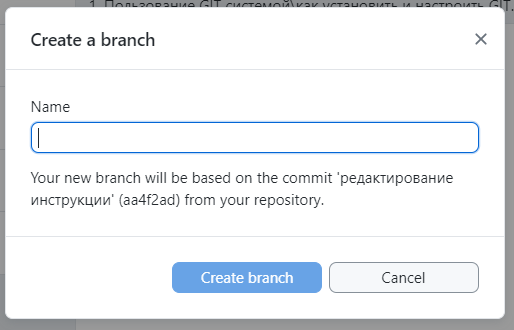 1. Пользование GIT системой\как установить и настроить GIT.
Create a branch
Name
Your new branch will be based on the commit 'редактирование
инструкции' (aa4f2ad) from your repository.
Create branch
Cancel